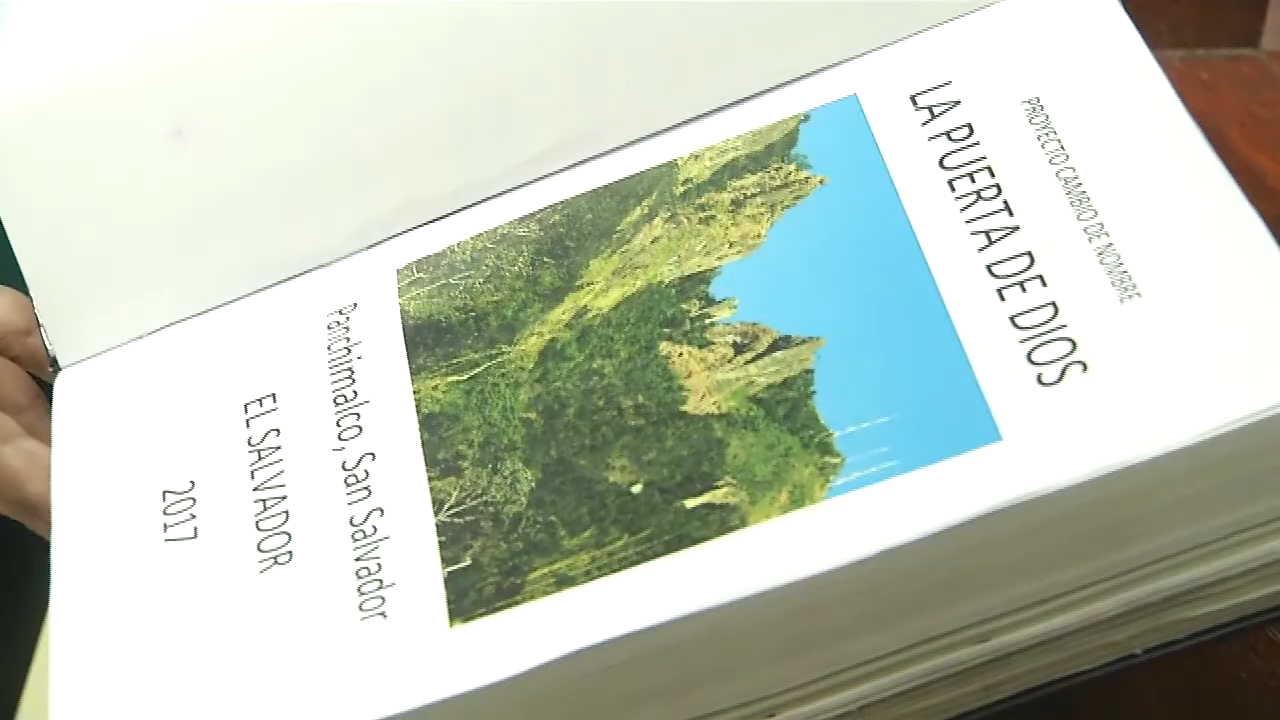 PROYECTO CAMBIO DE NOMBRE
LA PUERTA DE DIOS
Panchimalco, San Salvador
EL SALVADOR
2017